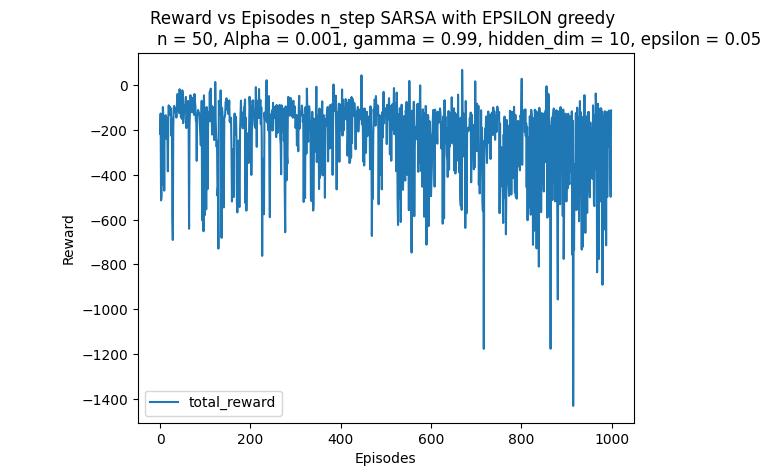 Reward vs Episodes n_step SARSA with EPSILON greedy
n = 50, Alpha = 0.001, gamma = 0.99, hidden_dim = 10, epsilon = 0.05
0
−200
−400
−600
−800
−1000
−1200
−1400
Reward
total_reward
0 200 400 600 800 1000
Episodes